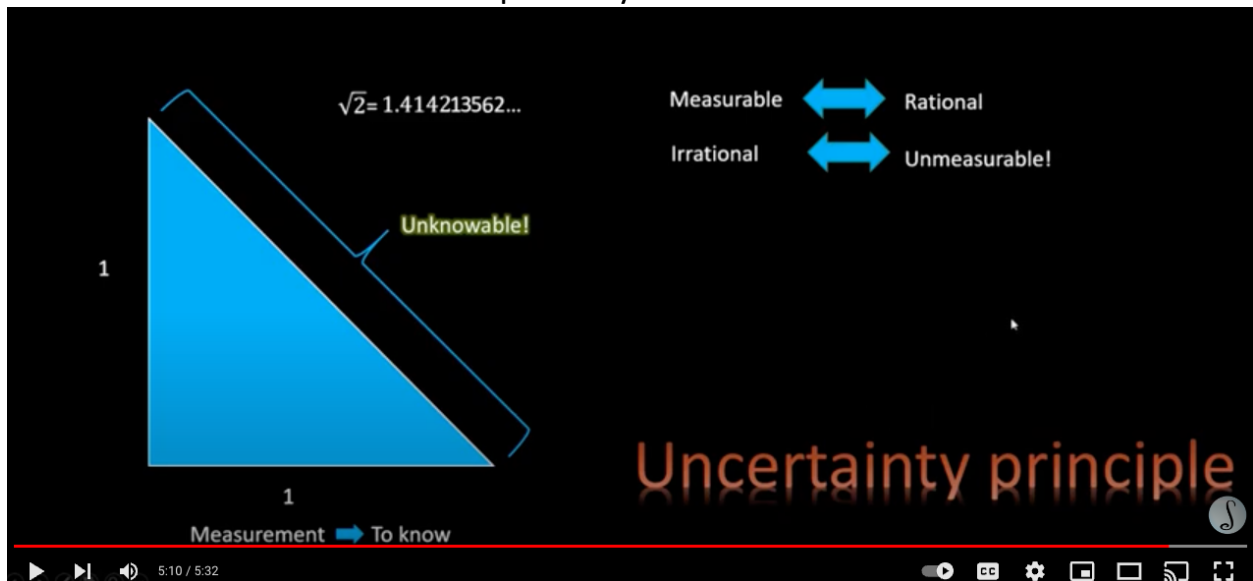 √2= 1.414213562...
Measurable Rational
Irrational Unmeasurable!
Unknowable!
1
1
Uncertainty principle
Measurement To know
5:10 / 5:32
CC